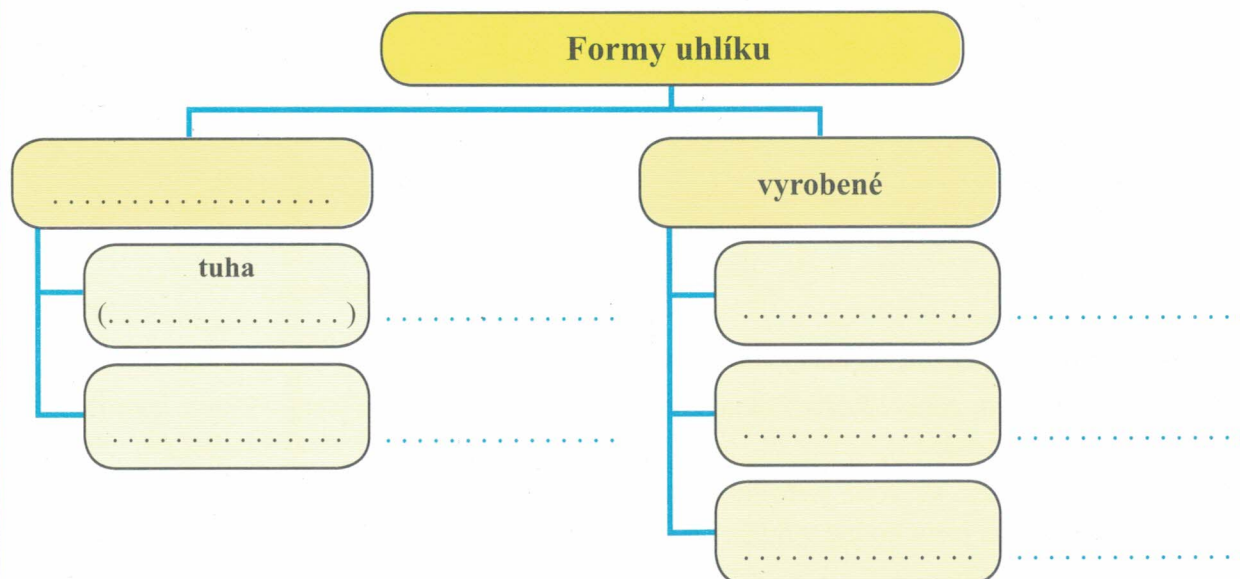 Formy uhlíku
. . . . . . . . . . . . . . . . . .
vyrobené
tuha
(. . . . . . . . . . . . . . .) . . . . . . . . . . . . . . .
. . . . . . . . . . . . . . . . . . . . . . . . . . . . .
. . . . . . . . . . . . . . . . . . . . . . . . . . . . .
. . . . . . . . . . . . . . . . . . . . . . . . . . . . .
. . . . . . . . . . . . . . . . . . . . . . . . . . . . .